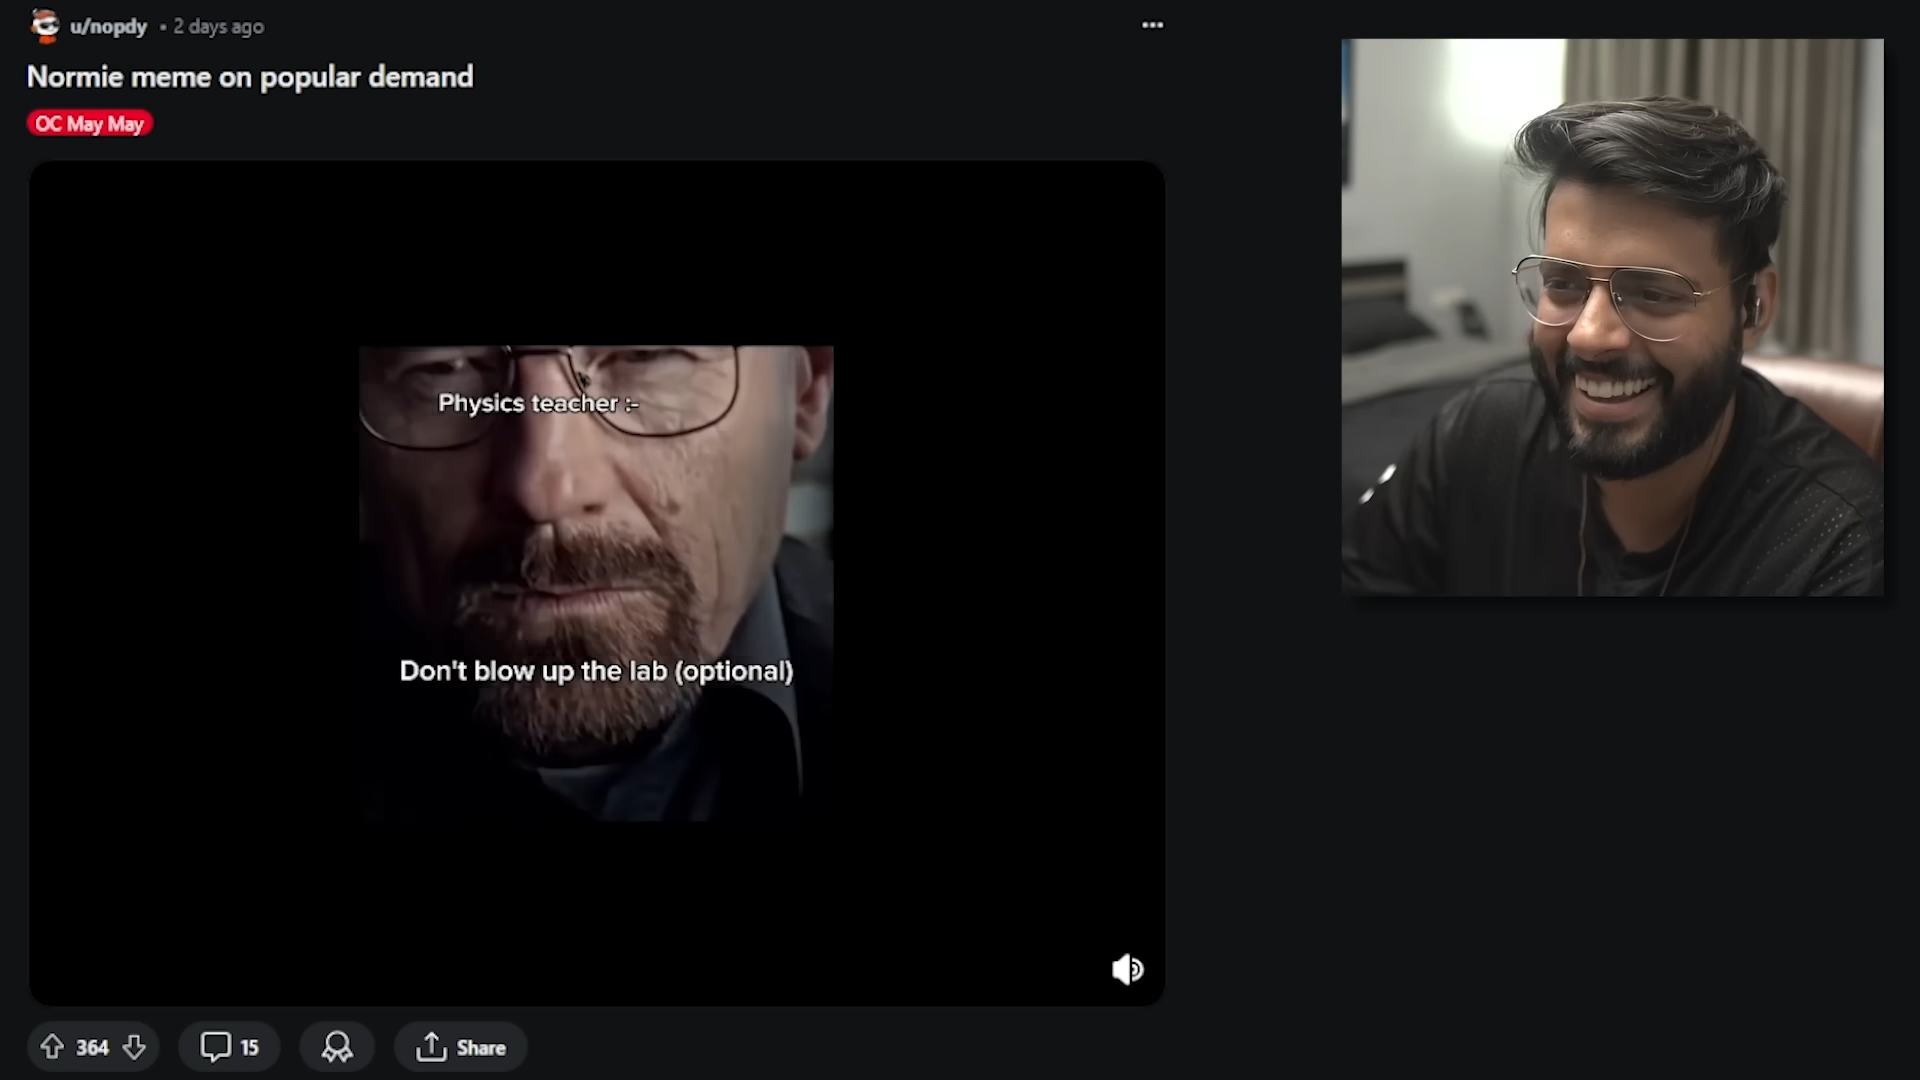 u/nopdy • 2 days ago
Normie meme on popular demand
OC May May
Physics teacher :-
Don't blow up the lab (optional)
364
15
Share